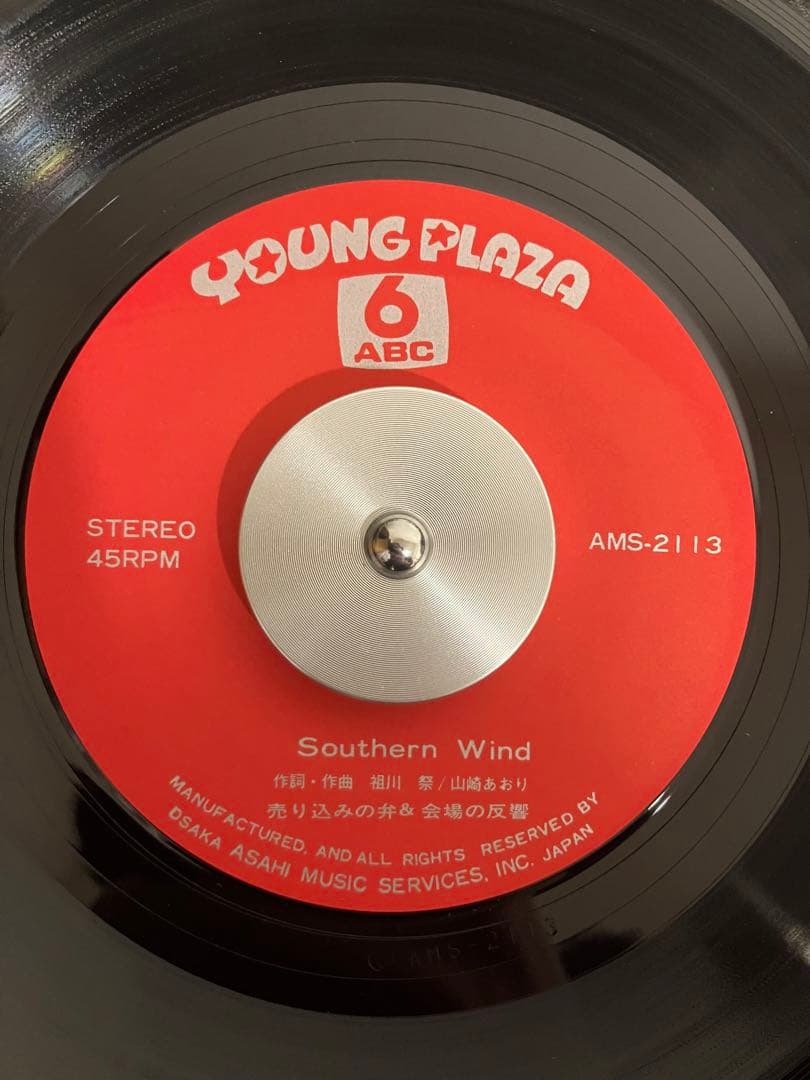 YOUNG PLAZA
6
ABC
STEREO
45RPM
AMS-2113
Southern Wind
作詞・作曲 祖川 祭/山崎あおり
売り込みの弁&会場の反響
MANUFACTURED. AND ALL RIGHTS RESERVED BY
OSAKA ASAHI MUSIC SERVICES, INC. JAPAN
AMS-2113